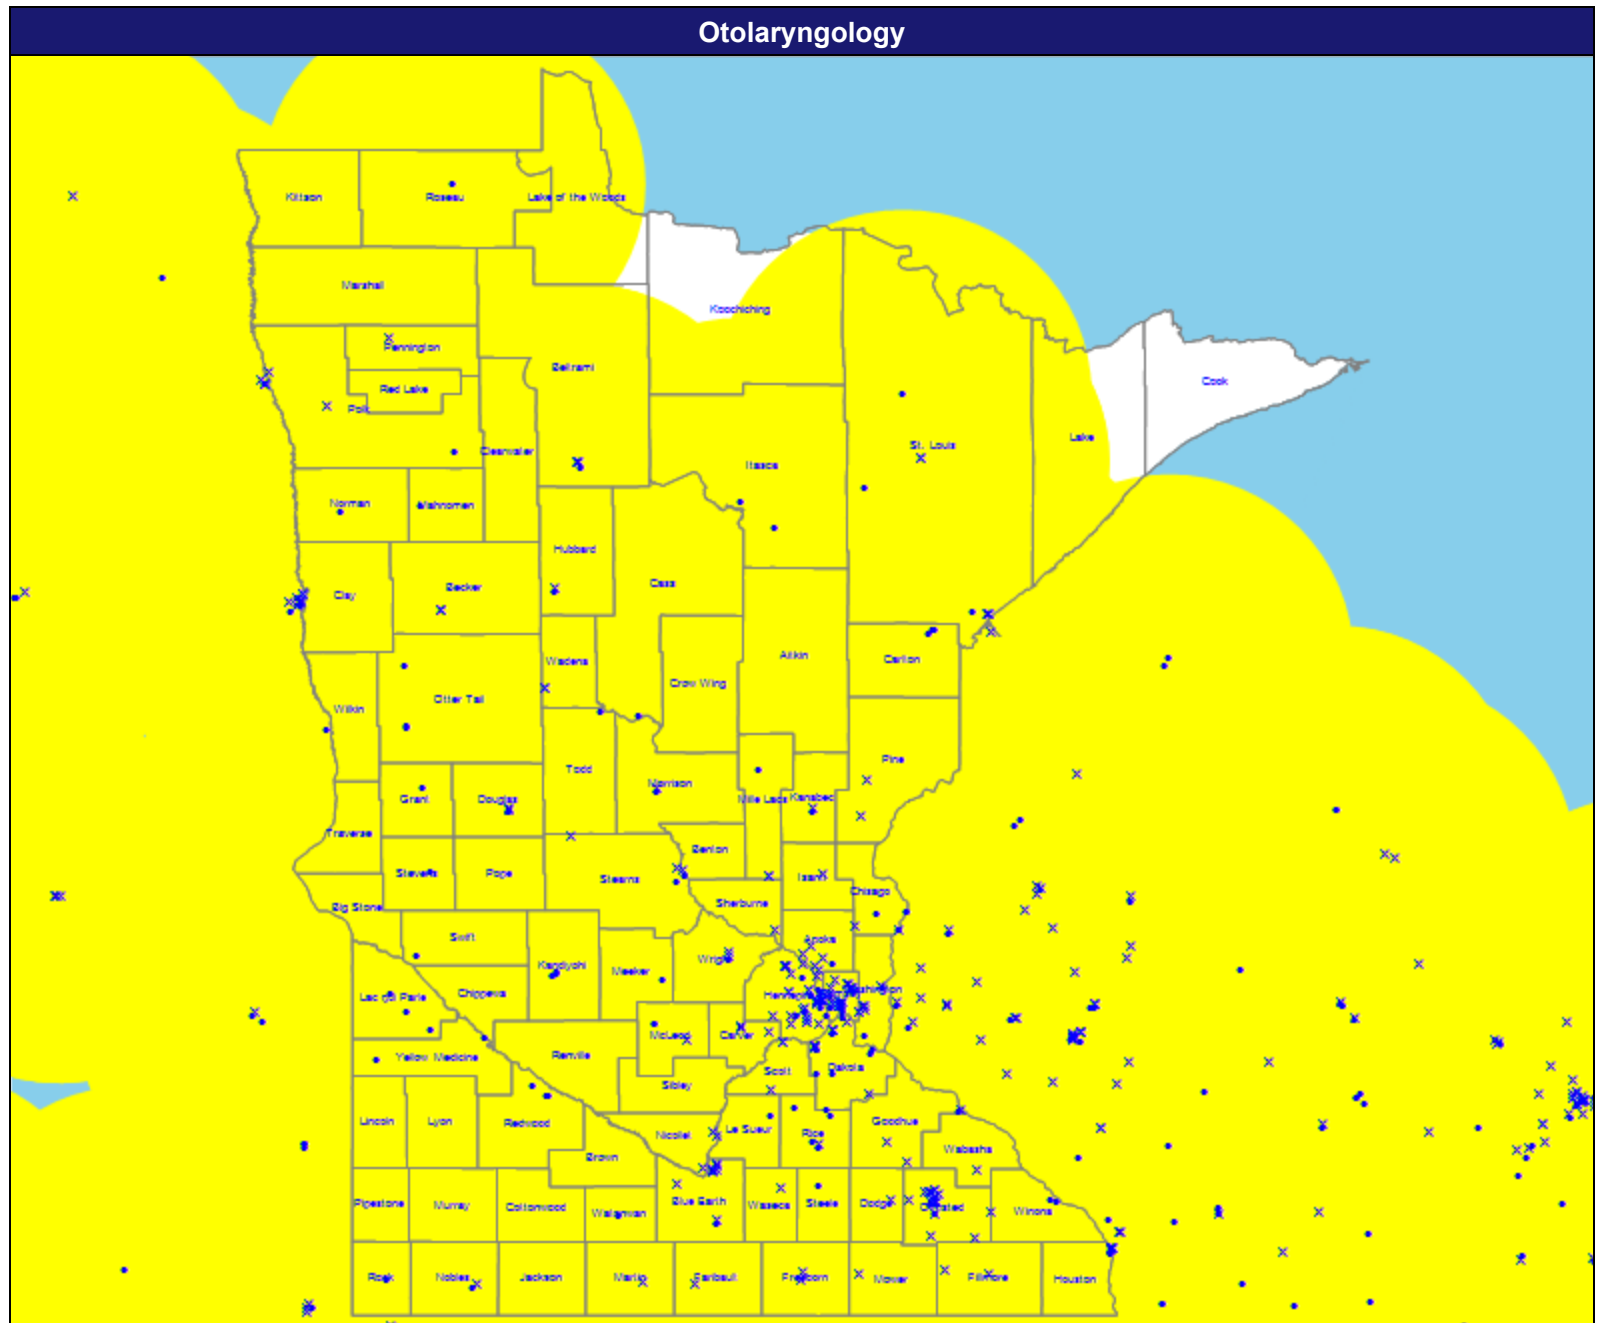 Otolaryngology
Kittson
Roseau
Lake of the Woods
Marshall
Koochiching
Pennington
Beltrami
Red Lake
Polk
Cook
Clearwater
St. Louis
Lake
Itasca
Norman
Mahnomen
Hubbard
Cass
Becker
Clay
Aitkin
Carlton
Wadena
Crow Wing
Otter Tail
Wilkin
Pine
Todd
Morrison
Grant
Douglas
Mille Lacs
Kanabec
Traverse
Benton
Stevens
Pope
Stearns
Isanti
Chisago
Sherburne
Big Stone
Swift
Anoka
Kandiyohi
Meeker
Wright
Lac qui Parle
Chippewa
McLeod
Carver
Yellow Medicine
Renville
Scott
Dakota
Sibley
Lincoln
Lyon
Redwood
Nicollet
Le Sueur
Rice
Goodhue
Wabasha
Brown
Pipestone
Murray
Cottonwood
Watonwan
Blue Earth
Waseca
Steele
Dodge
Olmsted
Winona
Rock
Nobles
Jackson
Martin
Faribault
Freeborn
Mower
Fillmore
Houston